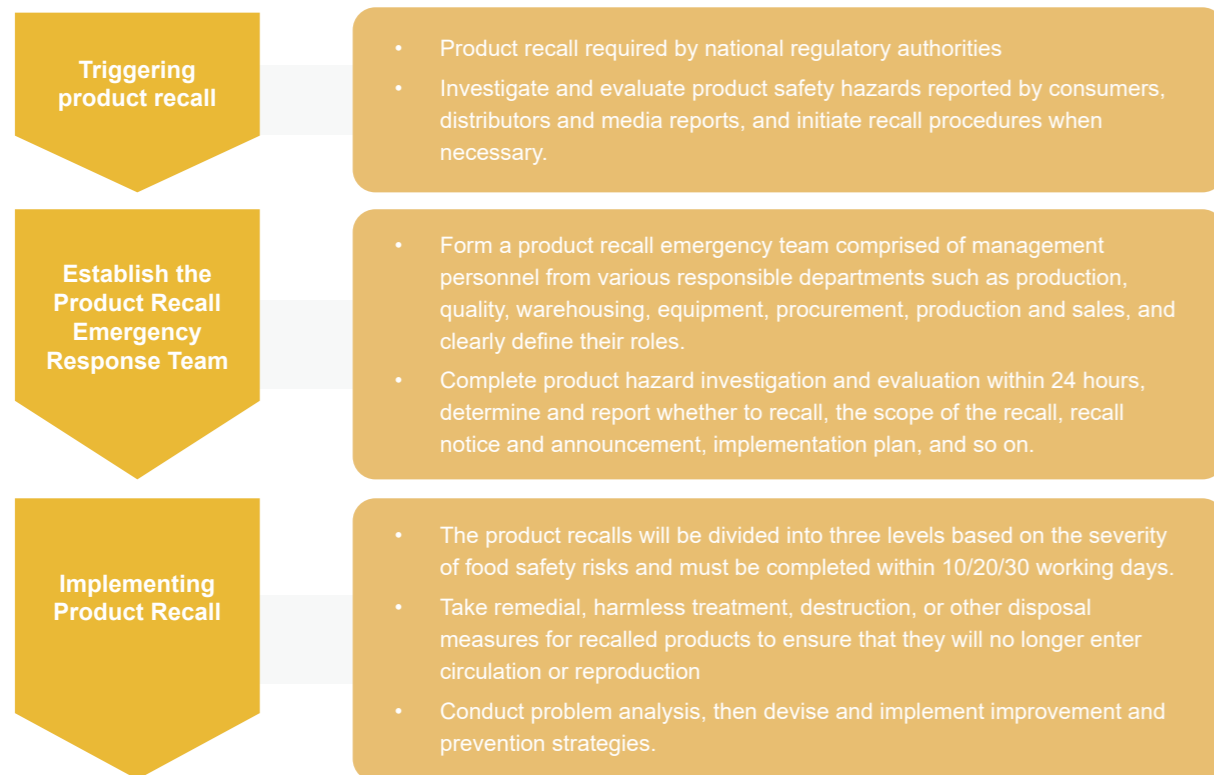 Triggering
product recall
• Product recall required by national regulatory authorities
• Investigate and evaluate product safety hazards reported by consumers,
distributors and media reports, and initiate recall procedures when
necessary.
Establish the
Product Recall
Emergency
Response Team
• Form a product recall emergency team comprised of management
personnel from various responsible departments such as production,
quality, warehousing, equipment, procurement, production and sales, and
clearly define their roles.
• Complete product hazard investigation and evaluation within 24 hours,
determine and report whether to recall, the scope of the recall, recall
notice and announcement, implementation plan, and so on.
Implementing
Product Recall
• The product recalls will be divided into three levels based on the severity
of food safety risks and must be completed within 10/20/30 working days.
• Take remedial, harmless treatment, destruction, or other disposal
measures for recalled products to ensure that they will no longer enter
circulation or reproduction
• Conduct problem analysis, then devise and implement improvement and
prevention strategies.